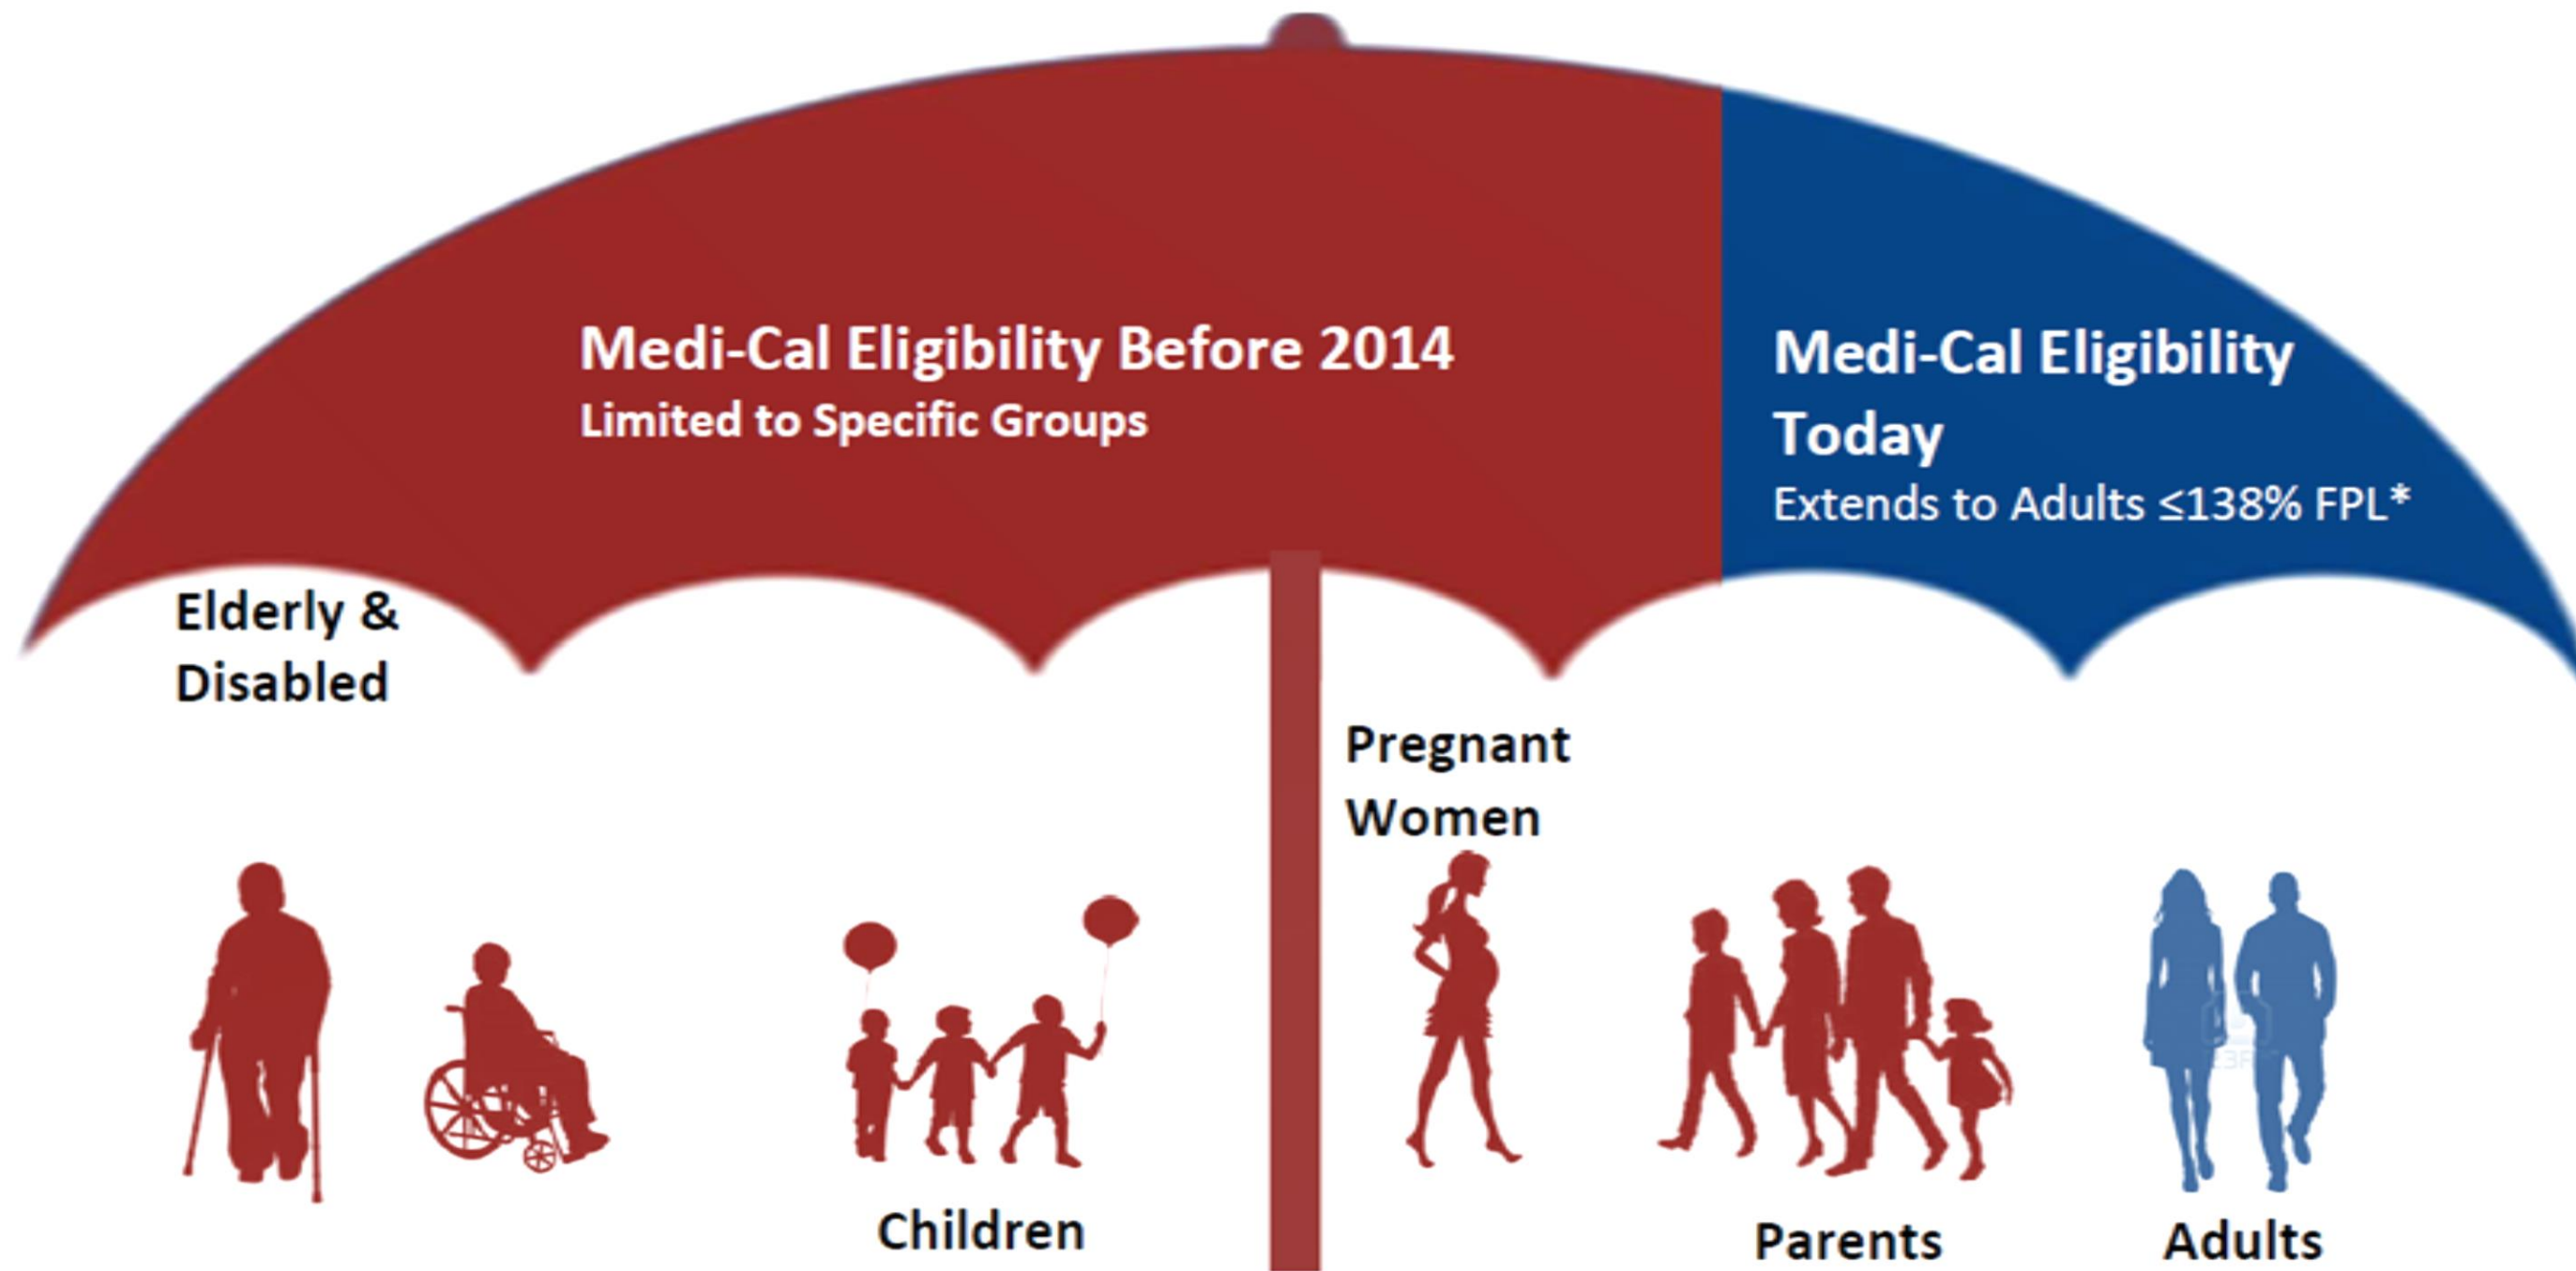 Medi-Cal Eligibility Before 2014
Limited to Specific Groups
Medi-Cal Eligibility
Today
Extends to Adults ≤138% FPL*
Elderly &
Disabled
Children
Pregnant
Women
Parents
Adults